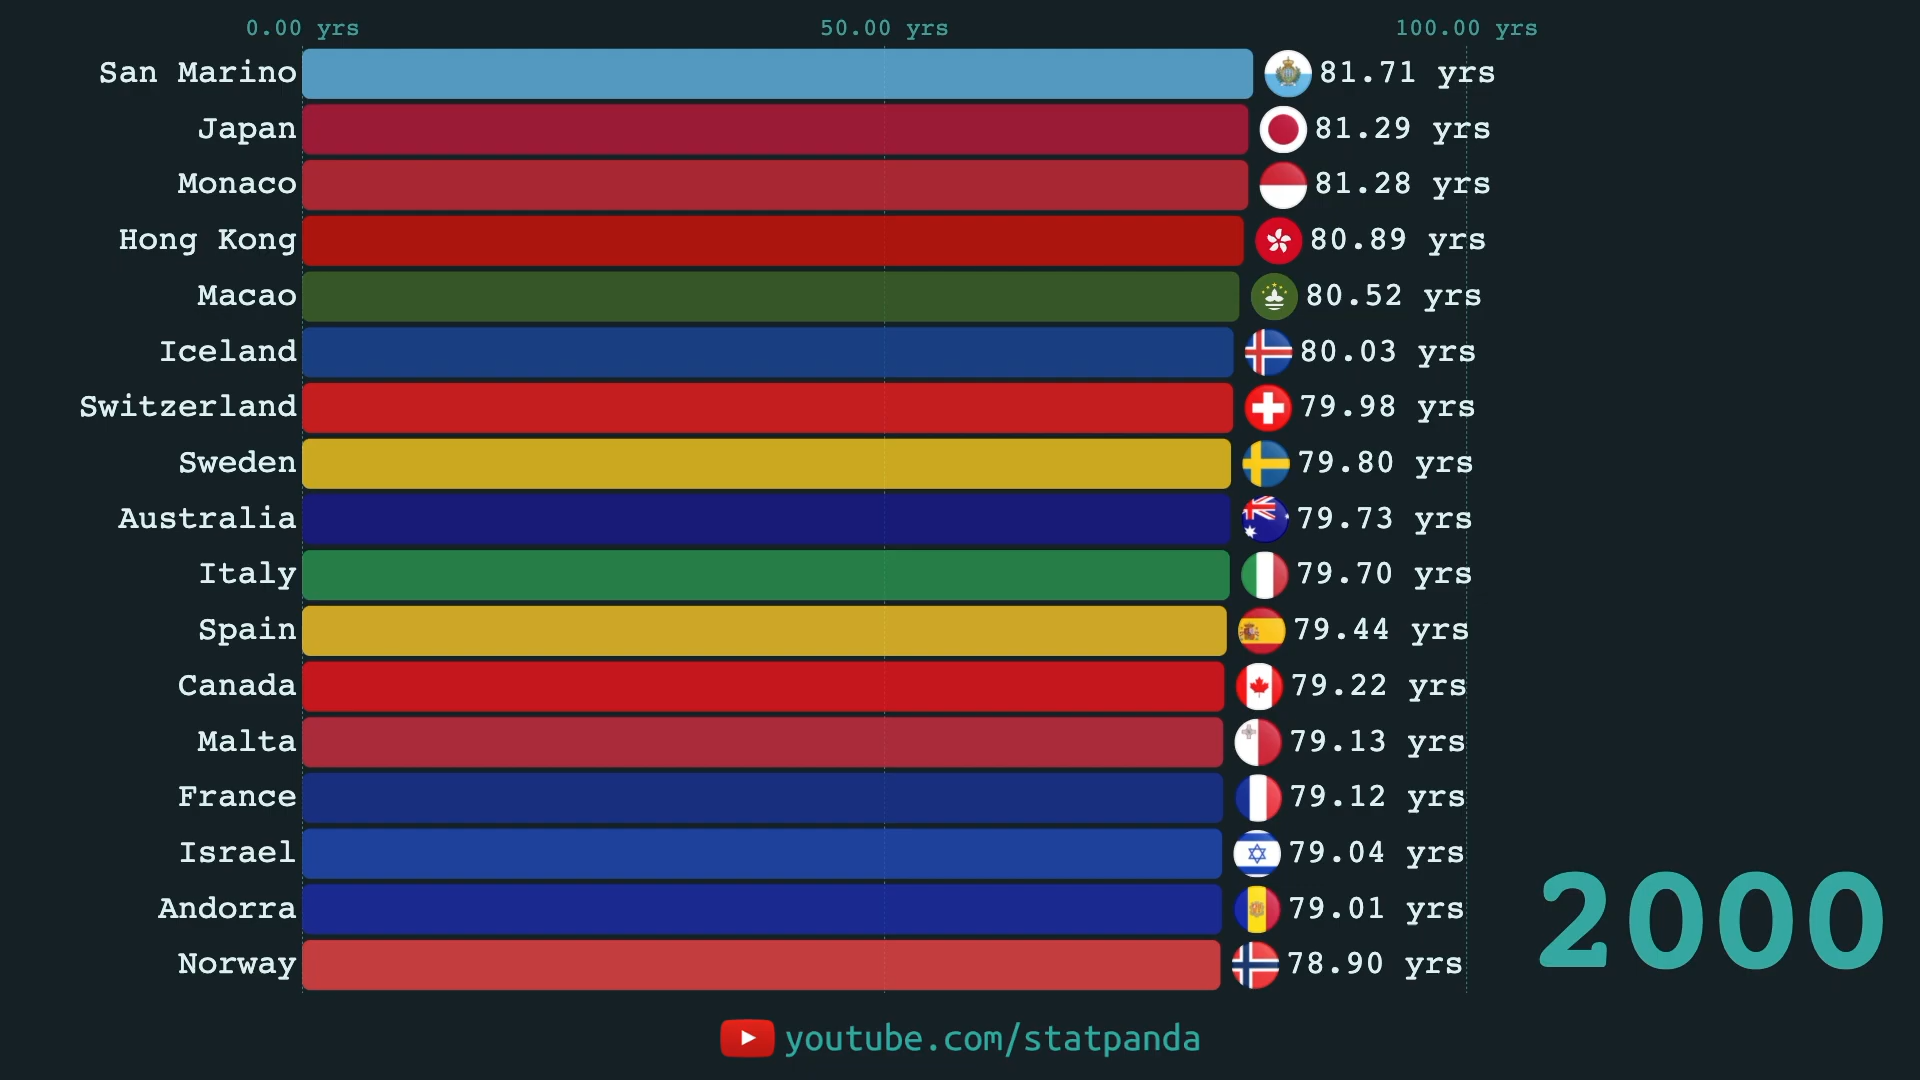 0.00 yrs 50.00 yrs 100.00 yrs
San Marino 81.71 yrs
Japan 81.29 yrs
Monaco 81.28 yrs
Hong Kong 80.89 yrs
Macao 80.52 yrs
Iceland 80.03 yrs
Switzerland 79.98 yrs
Sweden 79.80 yrs
Australia 79.73 yrs
Italy 79.70 yrs
Spain 79.44 yrs
Canada 79.22 yrs
Malta 79.13 yrs
France 79.12 yrs
Israel 79.04 yrs
Andorra 79.01 yrs
Norway 78.90 yrs
2000
youtube.com/statpanda